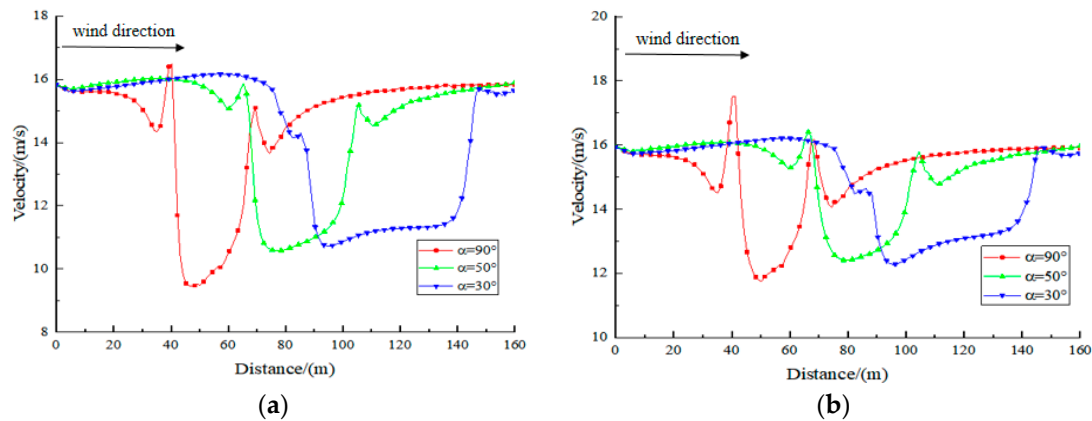 18
16
14
12
10
8
Velocity/(m/s)
wind direction
α=90°
α=50°
α=30°
0 20 40 60 80 100 120 140 160
Distance/(m)
(a)
20
18
16
14
12
10
Velocity/(m/s)
wind direction
α=90°
α=50°
α=30°
0 20 40 60 80 100 120 140 160
Distance/(m)
(b)